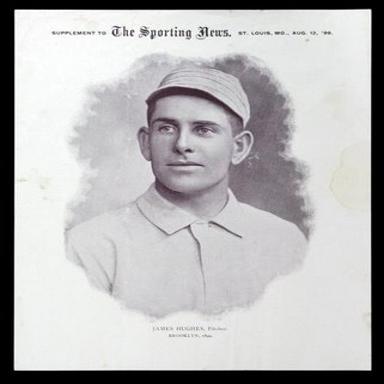 SUPPLEMENT TO The Sporting News. ST. LOUIS, MO., AUG. 12, '99.
JAMES HUGHES, Pitcher.
BROOKLYN, 1899.